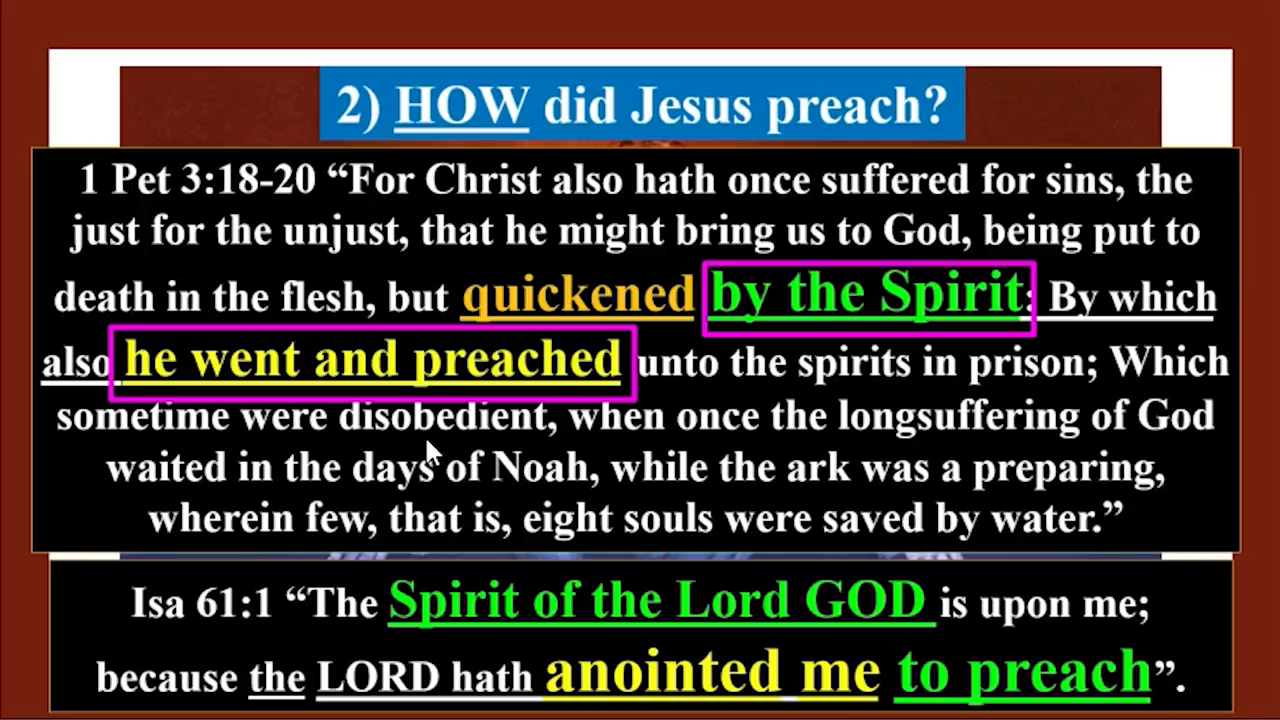 2) HOW did Jesus preach?
1 Pet 3:18-20 “For Christ also hath once suffered for sins, the
just for the unjust, that he might bring us to God, being put to
death in the flesh, but quickened by the Spirit: By which
also he went and preached unto the spirits in prison; Which
sometime were disobedient, when once the longsuffering of God
waited in the days of Noah, while the ark was a preparing,
wherein few, that is, eight souls were saved by water.”
Isa 61:1 “The Spirit of the Lord GOD is upon me;
because the LORD hath anointed me to preach”.